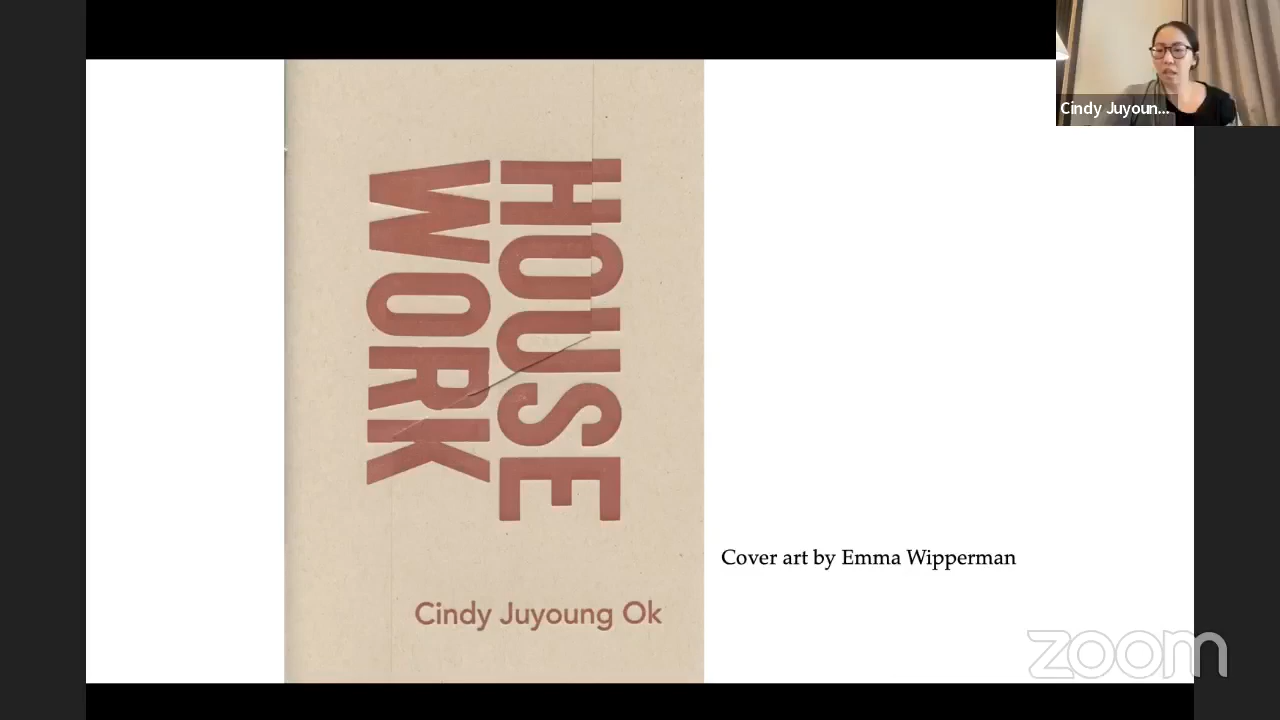 HOUSE
WORK
Cindy Juyoung Ok
Cover art by Emma Wipperman
Cindy Juyoun...
zoom